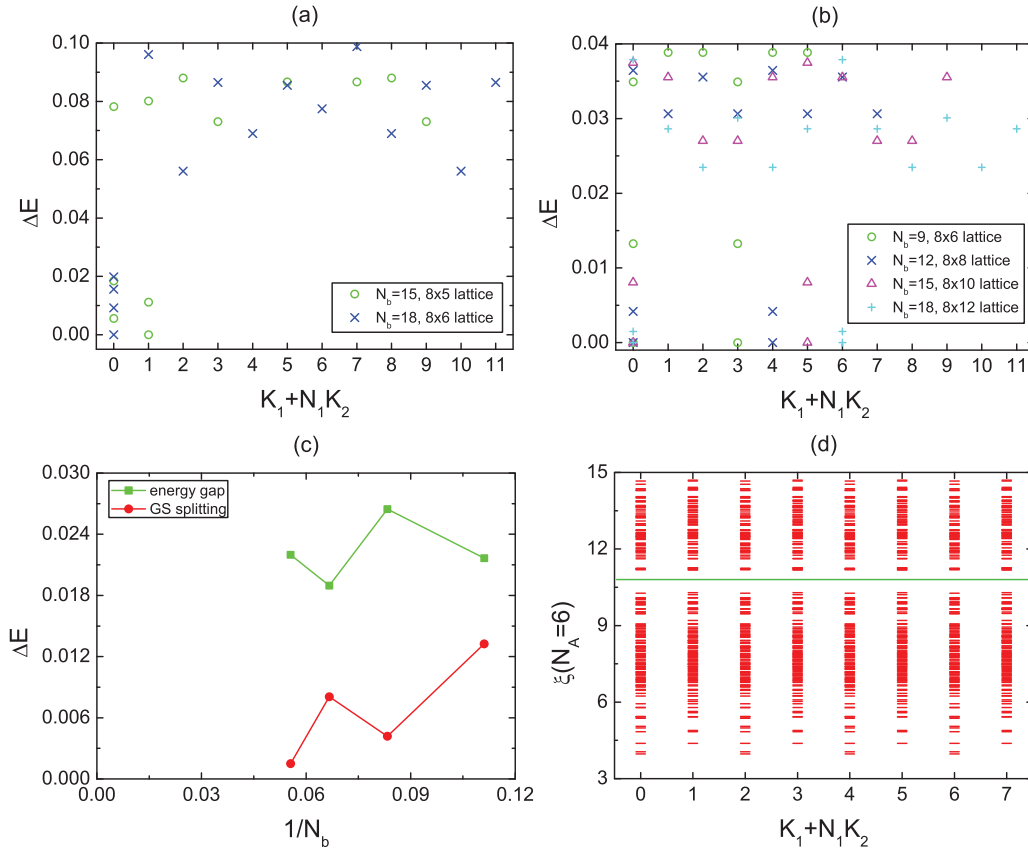 (a)
0.10
0.08
0.06
0.04
0.02
0.00
ΔE
N_b=15, 8x5 lattice
N_b=18, 8x6 lattice
0 1 2 3 4 5 6 7 8 9 10 11
K_1+N_1K_2
(b)
0.04
0.03
0.02
0.01
0.00
ΔE
N_b=9, 8x6 lattice
N_b=12, 8x8 lattice
N_b=15, 8x10 lattice
N_b=18, 8x12 lattice
0 1 2 3 4 5 6 7 8 9 10 11
K_1+N_1K_2
(c)
0.030
0.024
0.018
0.012
0.006
0.000
ΔE
energy gap
GS splitting
0.00 0.03 0.06 0.09 0.12
1/N_b
(d)
15
12
9
6
3
ξ(N_A=6)
0 1 2 3 4 5 6 7
K_1+N_1K_2